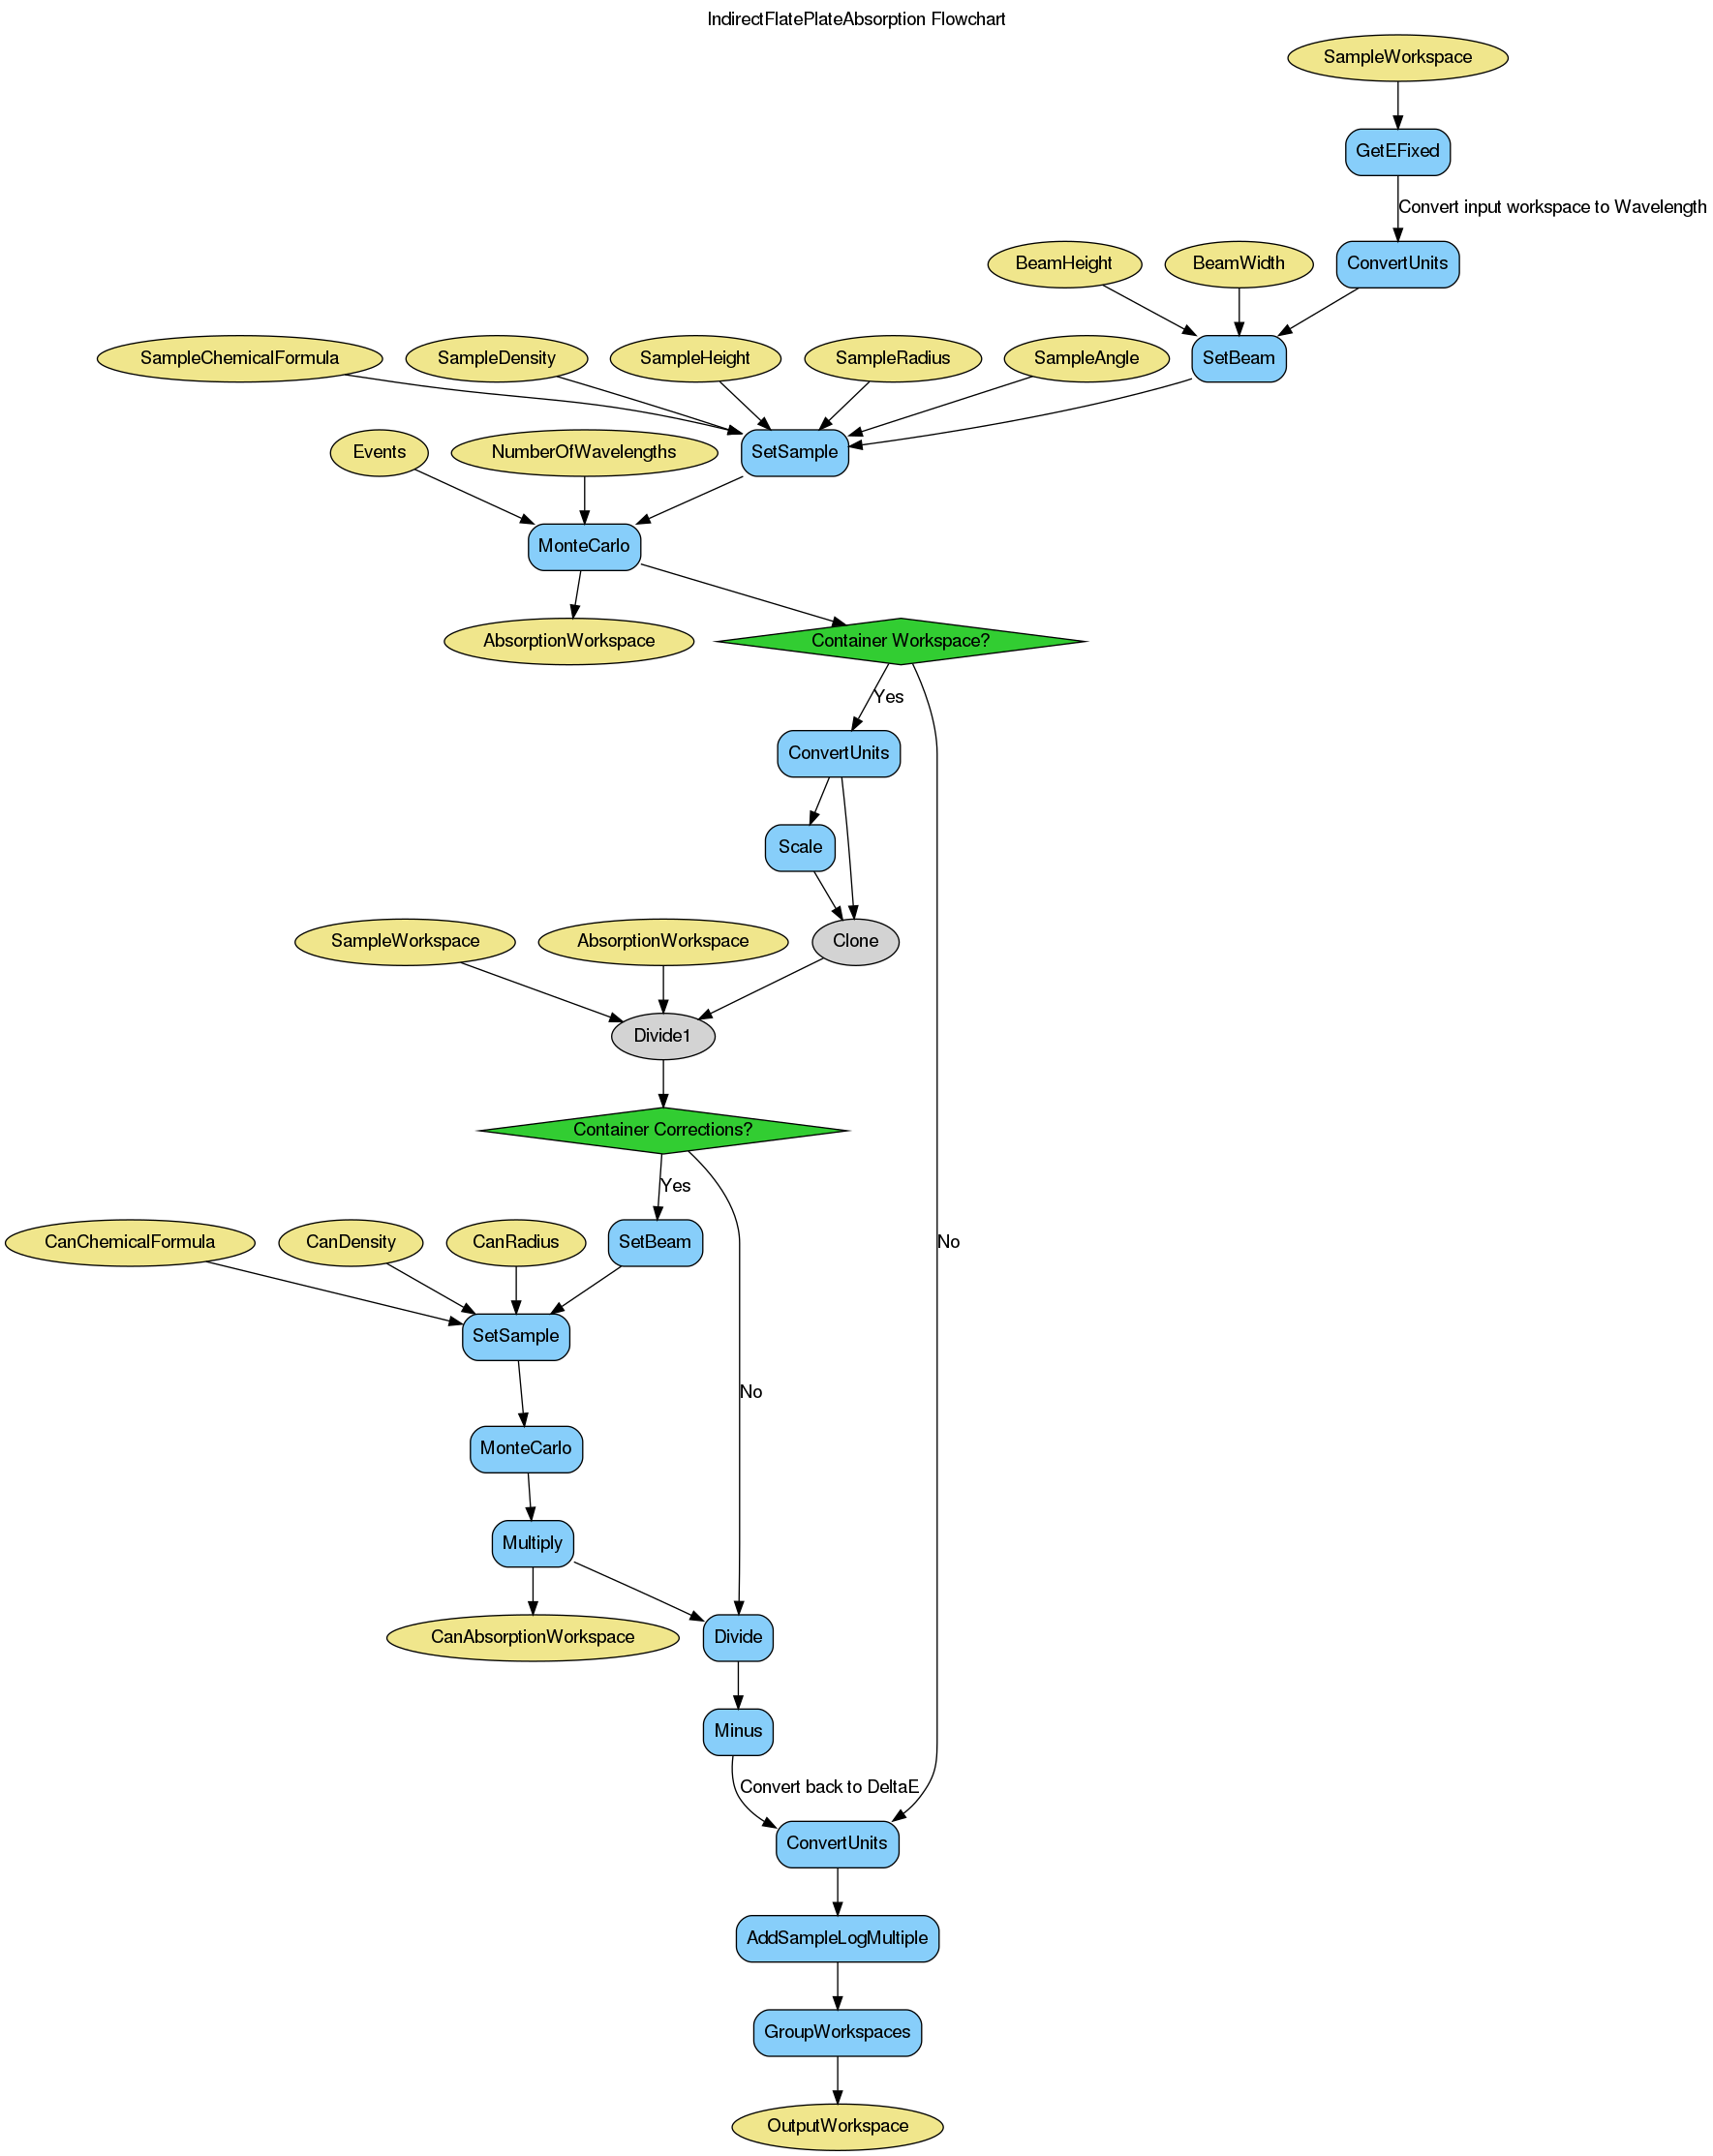 IndirectFlatePlateAbsorption Flowchart
SampleWorkspace
GetEFixed
Convert input workspace to Wavelength
BeamHeight
BeamWidth
ConvertUnits
SampleChemicalFormula
SampleDensity
SampleHeight
SampleRadius
SampleAngle
SetBeam
Events
NumberOfWavelengths
SetSample
MonteCarlo
AbsorptionWorkspace
Container Workspace?
Yes
ConvertUnits
Scale
SampleWorkspace
AbsorptionWorkspace
Clone
Divide1
Container Corrections?
Yes
CanChemicalFormula
CanDensity
CanRadius
SetBeam
No
SetSample
No
MonteCarlo
Multiply
CanAbsorptionWorkspace
Divide
Minus
Convert back to DeltaE
ConvertUnits
AddSampleLogMultiple
GroupWorkspaces
OutputWorkspace